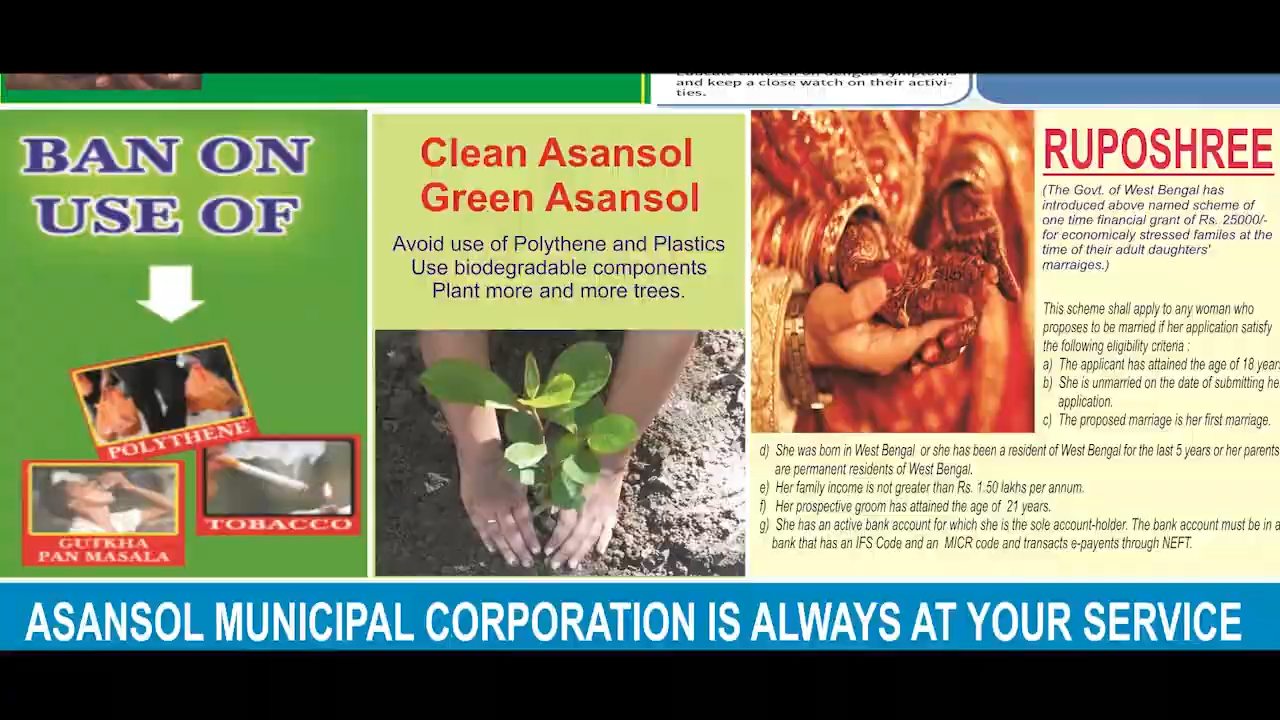 and keep a close watch on their activi-
ties.
BAN ON
USE OF
POLYTHENE
TOBACCO
GUTKHA
PAN MASALA
Clean Asansol
Green Asansol
Avoid use of Polythene and Plastics
Use biodegradable components
Plant more and more trees.
RUPOSHREE
(The Govt. of West Bengal has
introduced above named scheme of
one time financial grant of Rs. 25000/-
for economicaly stressed familes at the
time of their adult daughters'
marraiges.)
This scheme shall apply to any woman who
proposes to be married if her application satisfy
the following eligibility criteria :
a) The applicant has attained the age of 18 
b) She is unmarried on the date of submitting 
application.
c) The proposed marriage is her first marriage.
d) She was born in West Bengal or she has been a resident of West Bengal for the last 5 years or her parents
are permanent residents of West Bengal.
e) Her family income is not greater than Rs. 1.50 lakhs per annum.
f) Her prospective groom has attained the age of 21 years.
g) She has an active bank account for which she is the sole account-holder. The bank account must be in a
bank that has an IFS Code and an MICR code and transacts e-payents through NEFT.
ASANSOL MUNICIPAL CORPORATION IS ALWAYS AT YOUR SERVICE